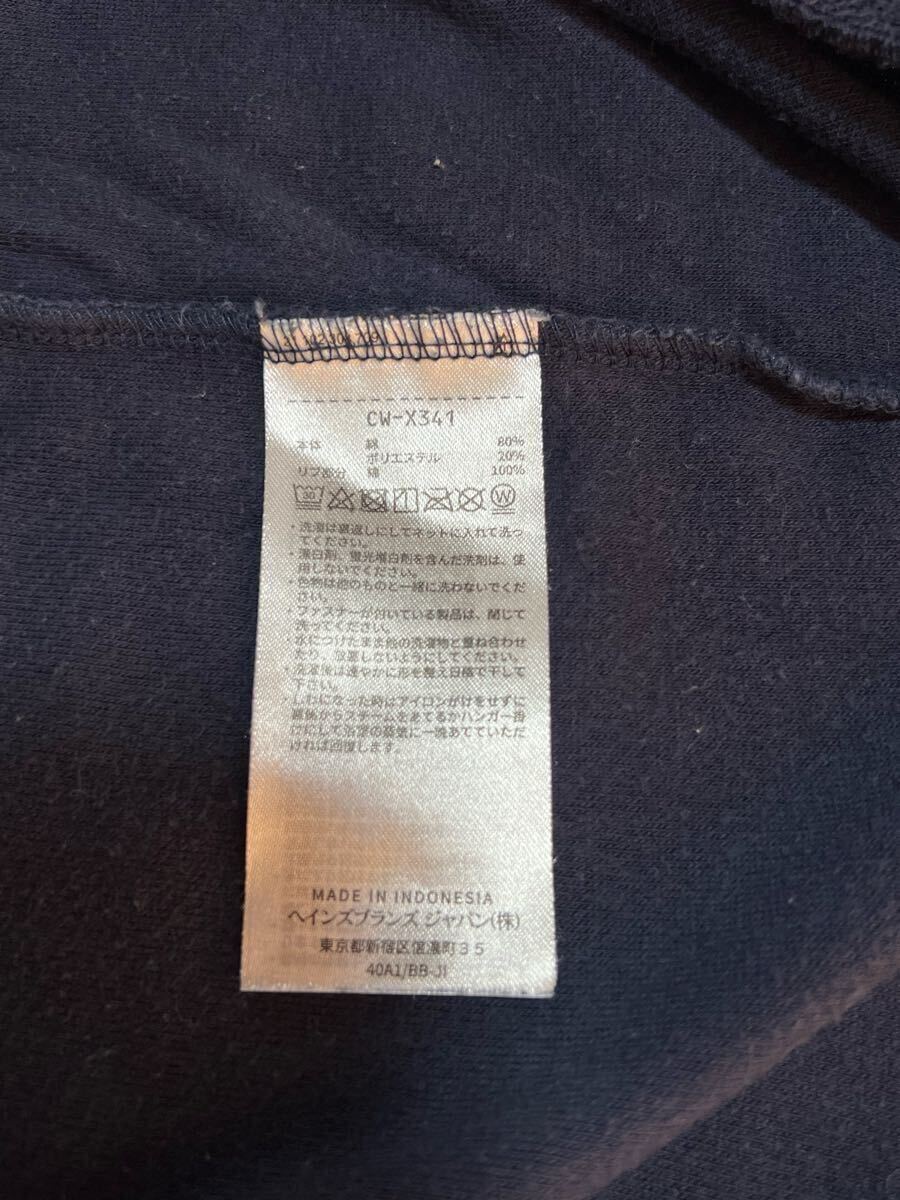 CW-X341
本体 綿 80%
ポリエステル 20%
リブ部分 綿 100%
30 W
・洗濯は裏返しにしてネットに入れて洗っ
てください。
・漂白剤、蛍光増白剤を含んだ洗剤は、使
用しないでください。
・色物は他のものと一緒に洗わないでくだ
さい。
・ファスナーが付いている製品は、閉じて
洗ってください。
・水につけたまま他の洗濯物と重ね合わせ
たり、放置しないようにしてください。
・洗濯後は速やかに形を整え日陰で干して
下さい。
しわになった時はアイロンがけをせずに
裏側からスチームをあてるかハンガー掛
けにして浴室の蒸気に一晩あてていただ
ければ回復します。
MADE IN INDONESIA
ヘインズブランズ ジャパン(株)
東京都新宿区信濃町35
40A1/BB-JI